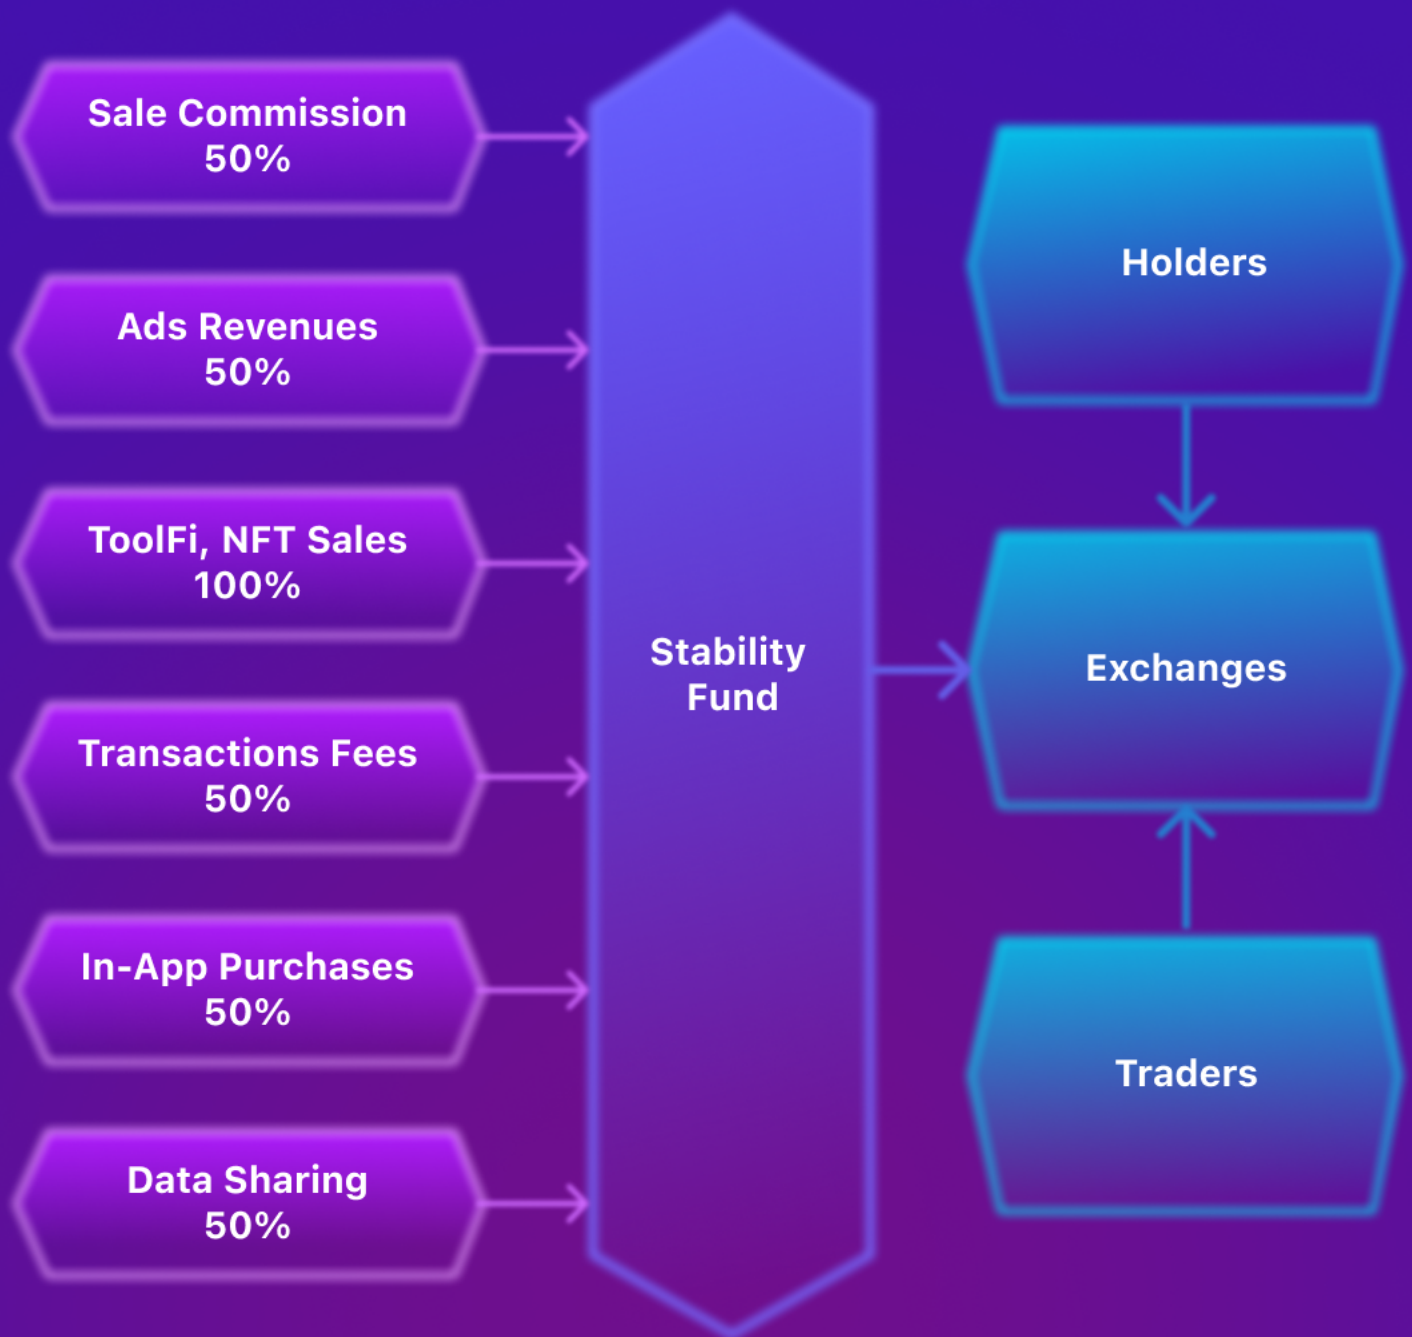 Sale Commission
50%
Ads Revenues
50%
ToolFi, NFT Sales
100%
Transactions Fees
50%
In-App Purchases
50%
Data Sharing
50%
Stability
Fund
Holders
Exchanges
Traders